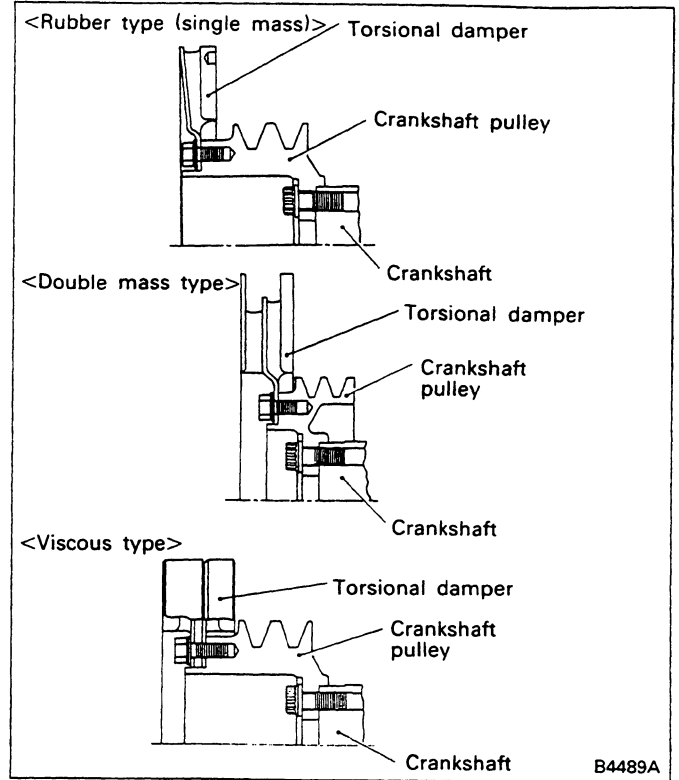 <Rubber type (single mass)>
Torsional damper
Crankshaft pulley
Crankshaft
<Double mass type>
Torsional damper
Crankshaft
pulley
Crankshaft
<Viscous type>
Torsional damper
Crankshaft
pulley
Crankshaft
B4489A